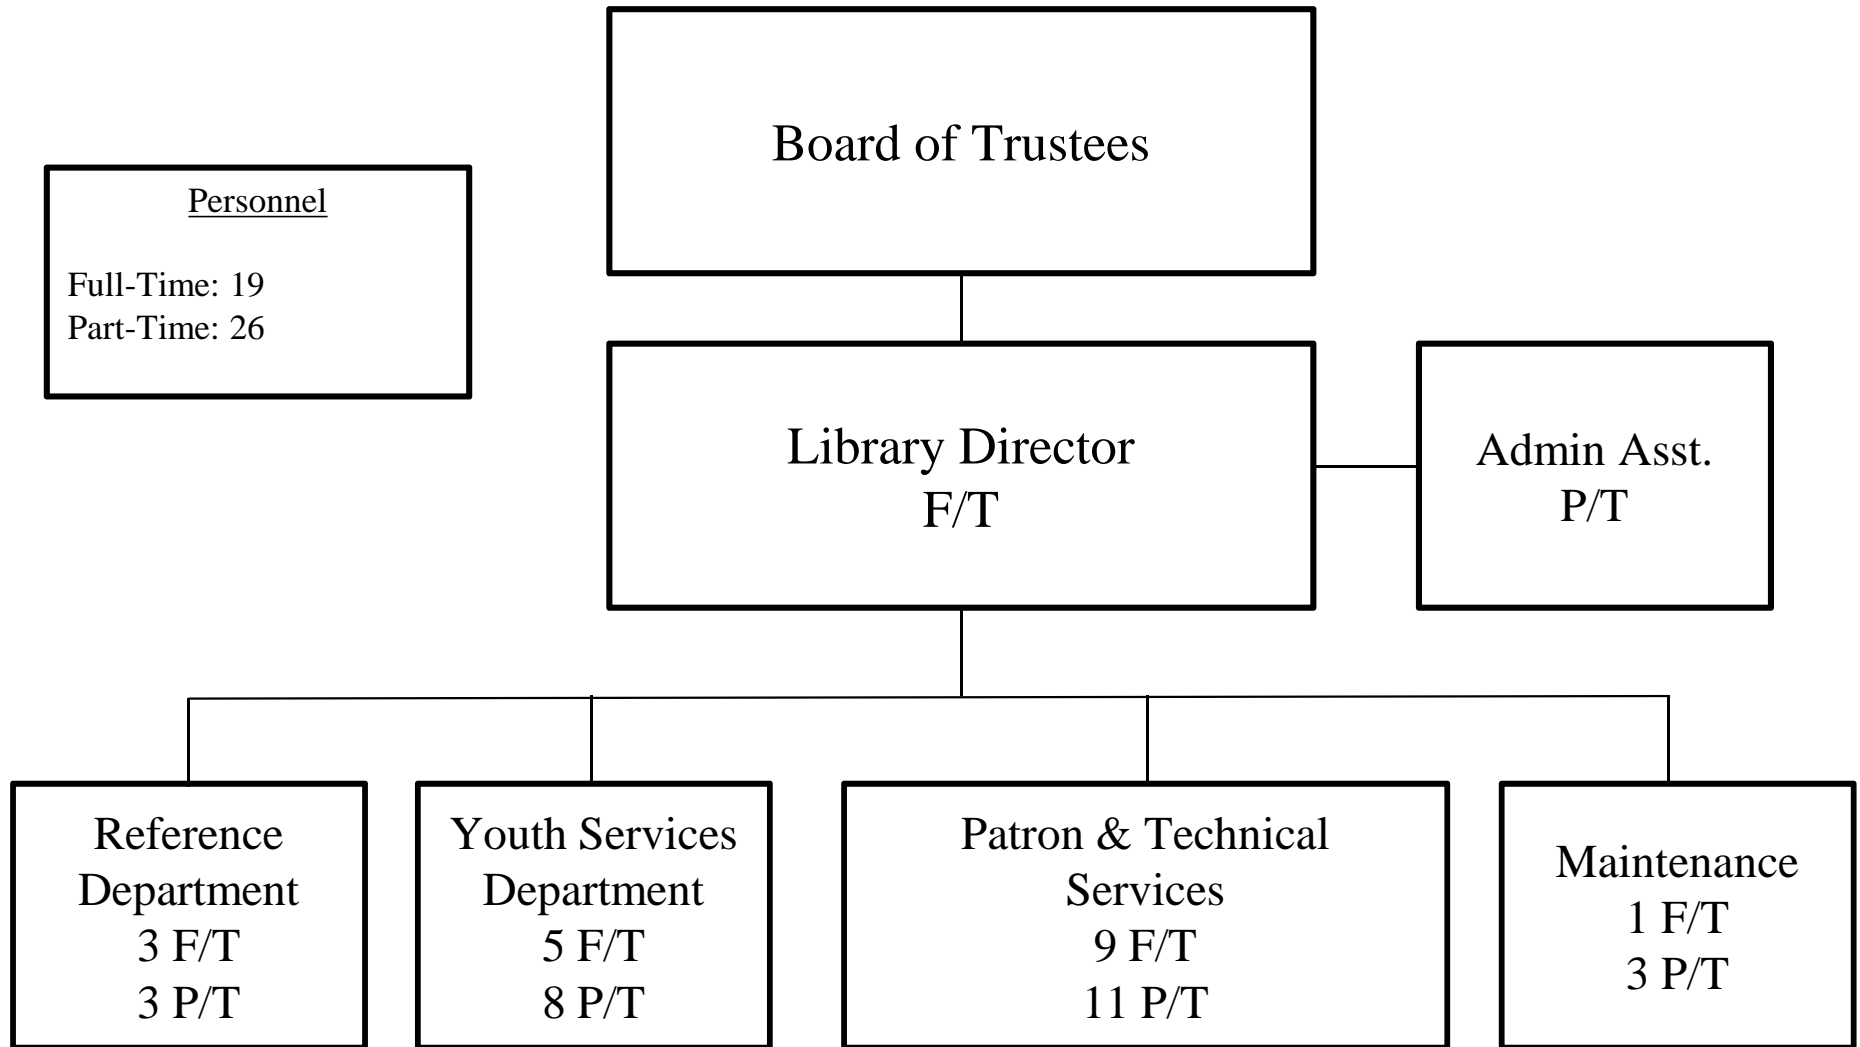 Board of Trustees
Personnel
Full-Time: 19
Part-Time: 26
Library Director
F/T
Admin Asst.
P/T
Reference
Department
3 F/T
3 P/T
Youth Services
Department
5 F/T
8 P/T
Patron & Technical
Services
9 F/T
11 P/T
Maintenance
1 F/T
3 P/T